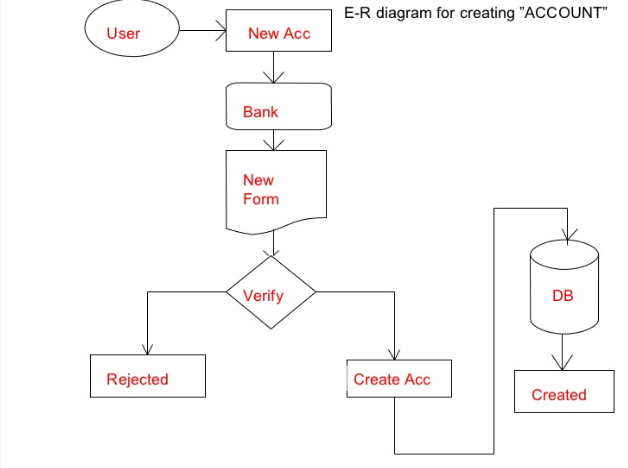 E-R diagram for creating ”ACCOUNT”
User
New Acc
Bank
New
Form
Verify
DB
Rejected
Create Acc
Created